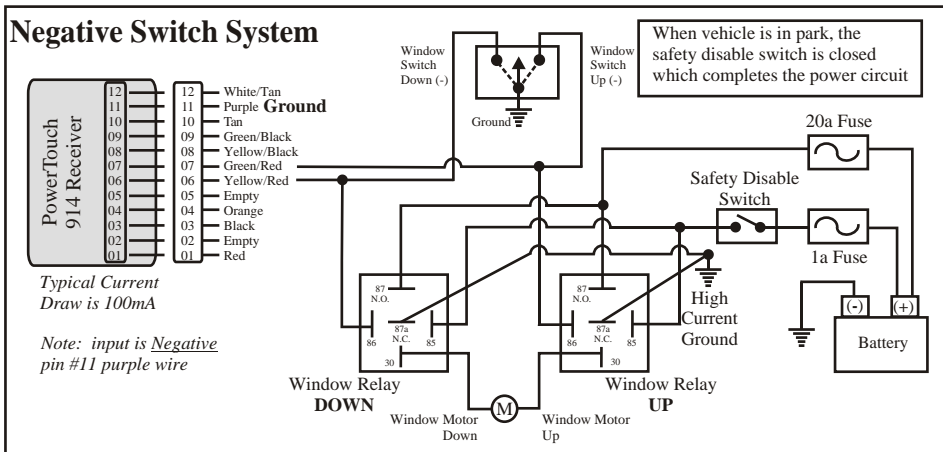 Negative Switch System
When vehicle is in park, the
safety disable switch is closed
which completes the power circuit
Window
Switch
Down (-)
Window
Switch
Up (-)
Ground
PowerTouch
914 Receiver
12
11
10
09
08
07
06
05
04
03
02
01
12 White/Tan
11 Purple Ground
10 Tan
09 Green/Black
08 Yellow/Black
07 Green/Red
06 Yellow/Red
05 Empty
04 Orange
03 Black
02 Empty
01 Red
Typical Current
Draw is 100mA
Note: input is Negative
pin #11 purple wire
20a Fuse
Safety Disable
Switch
1a Fuse
High
Current
Ground
(-)
(+)
Battery
87
N.O.
87a
N.C.
86
85
30
Window Relay
DOWN
87
N.O.
87a
N.C.
86
85
30
Window Relay
UP
Window Motor
Down
M
Window Motor
Up